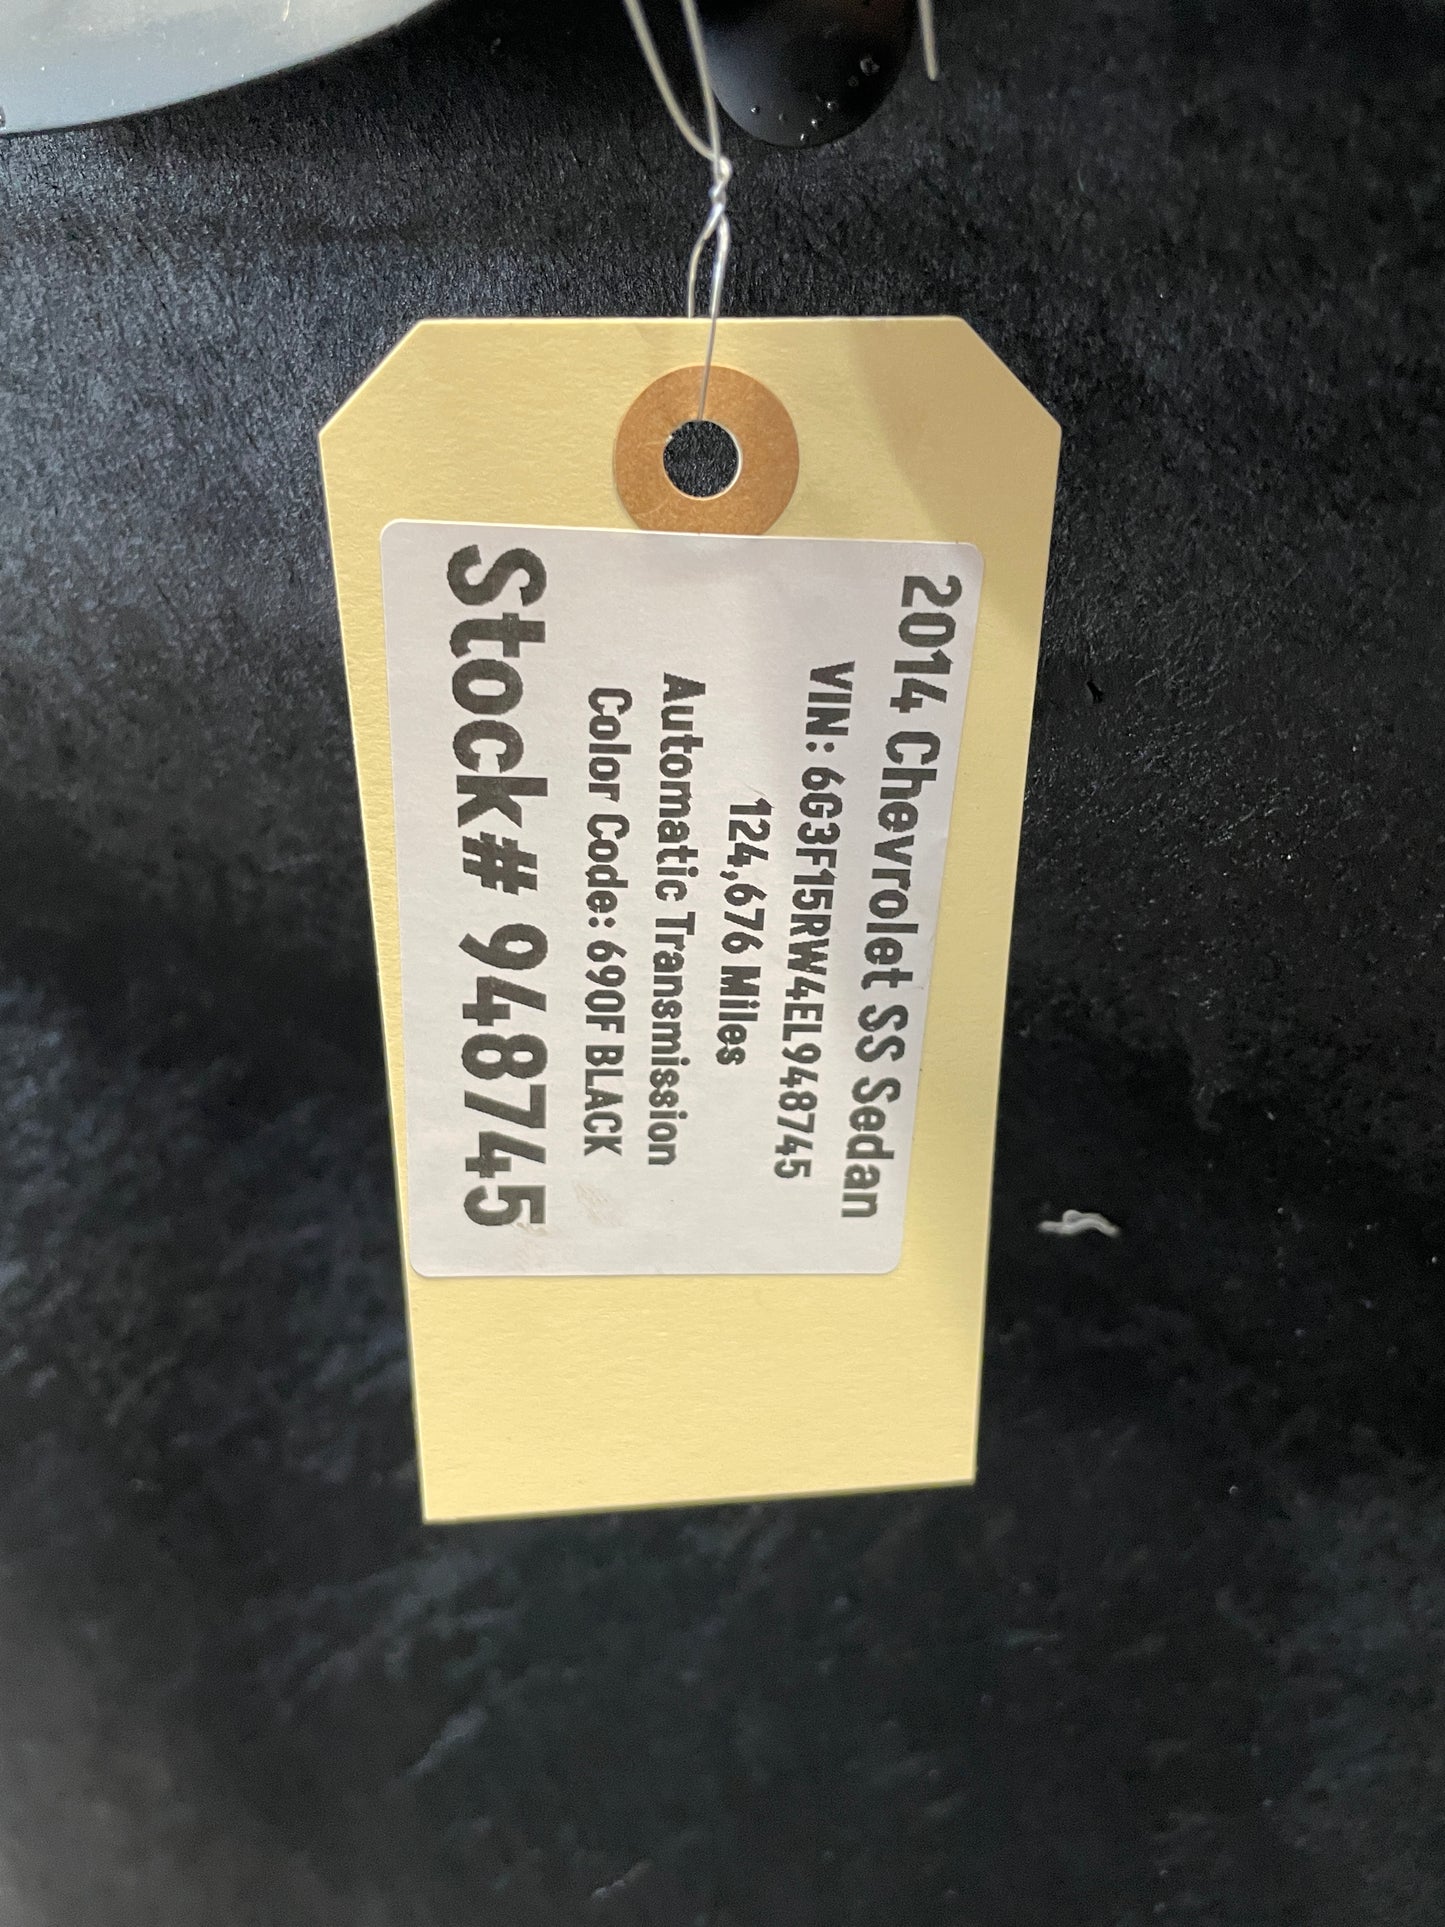 2014 Chevrolet SS Sedan
VIN: 6G3F15RW4EL948745
124,676 Miles
Automatic Transmission
Color Code: 690F BLACK
Stock# 948745